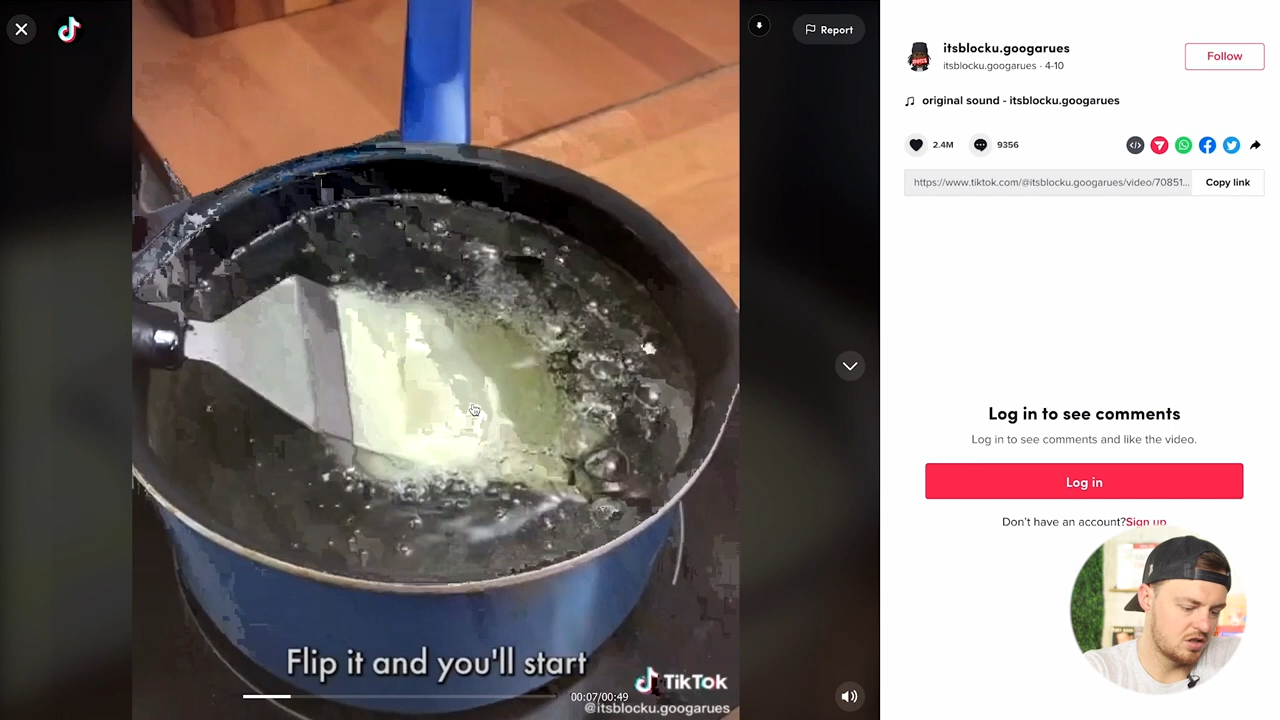 Report
Flip it and you'll start
00:07/00:49
TikTok
@itsblocku.googarues
itsblocku.googarues
itsblocku.googarues · 4-10
Follow
original sound - itsblocku.googarues
2.4M
9356
https://www.tiktok.com/@itsblocku.googarues/video/70851...
Copy link
Log in to see comments
Log in to see comments and like the video.
Log in
Don't have an account?Sign up